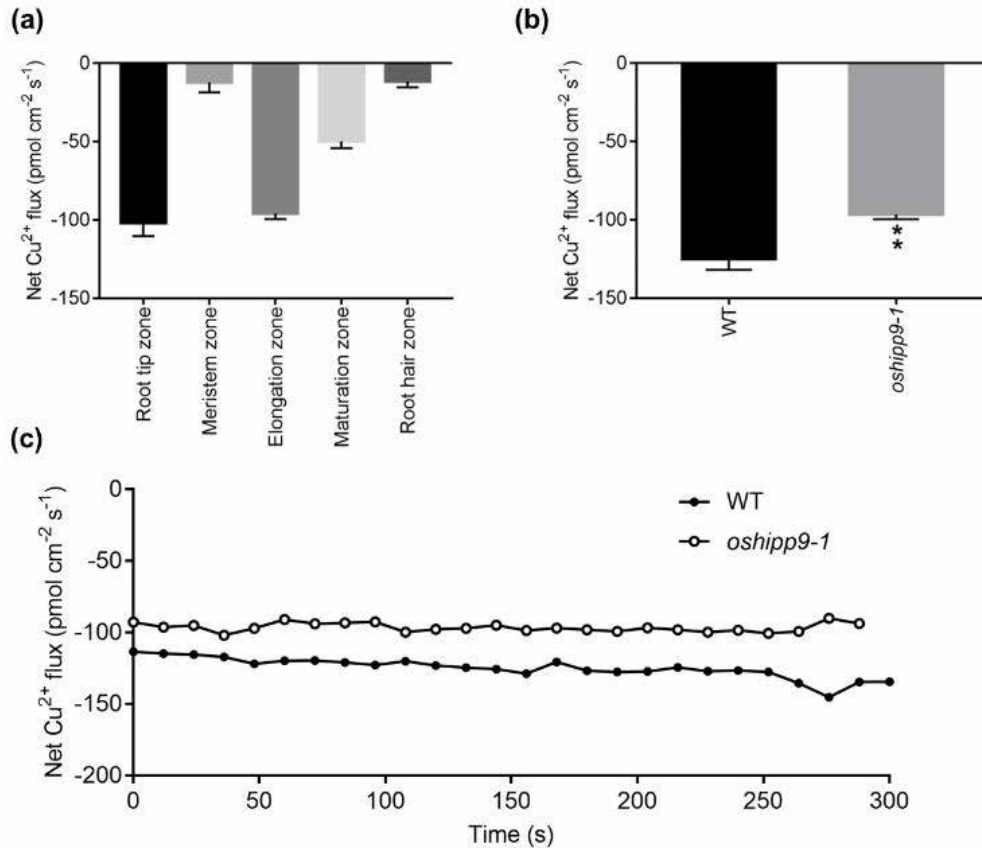 (a)
Net Cu²⁺ flux (pmol cm⁻² s⁻¹)
0
-50
-100
-150
Root tip zone
Meristem zone
Elongation zone
Maturation zone
Root hair zone
(b)
Net Cu²⁺ flux (pmol cm⁻² s⁻¹)
0
-50
-100
-150
**
WT
oshipp9-1
(c)
Net Cu²⁺ flux (pmol cm⁻² s⁻¹)
0
-50
-100
-150
-200
WT
oshipp9-1
0 50 100 150 200 250 300
Time (s)